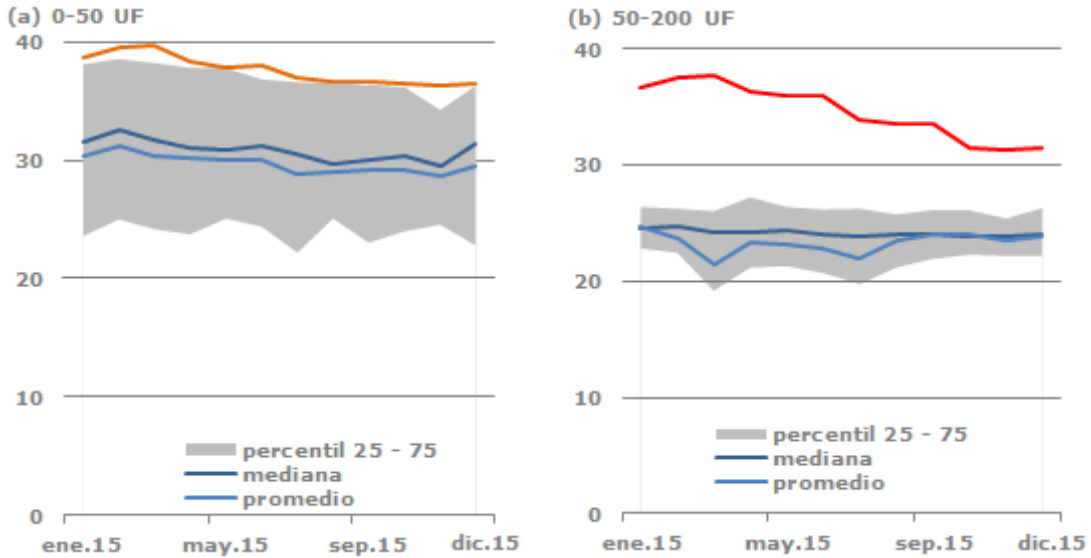 (a) 0-50 UF
40
30
20
10
0
percentil 25 - 75
mediana
promedio
ene.15 may.15 sep.15 dic.15
(b) 50-200 UF
40
30
20
10
0
percentil 25 - 75
mediana
promedio
ene.15 may.15 sep.15 dic.15